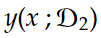 y(x ; 𝔇₂)